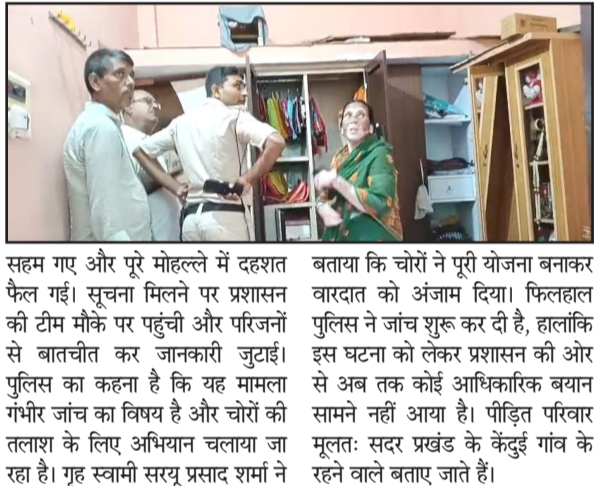 सहम गए और पूरे मोहल्ले में दहशत
फैल गई। सूचना मिलने पर प्रशासन
की टीम मौके पर पहुंची और परिजनों
से बातचीत कर जानकारी जुटाई।
पुलिस का कहना है कि यह मामला
गंभीर जांच का विषय है और चोरों की
तलाश के लिए अभियान चलाया जा
रहा है। गृह स्वामी सरयू प्रसाद शर्मा ने
बताया कि चोरों ने पूरी योजना बनाकर
वारदात को अंजाम दिया। फिलहाल
पुलिस ने जांच शुरू कर दी है, हालांकि
इस घटना को लेकर प्रशासन की ओर
से अब तक कोई आधिकारिक बयान
सामने नहीं आया है। पीड़ित परिवार
मूलतः सदर प्रखंड के केंदुई गांव के
रहने वाले बताए जाते हैं।